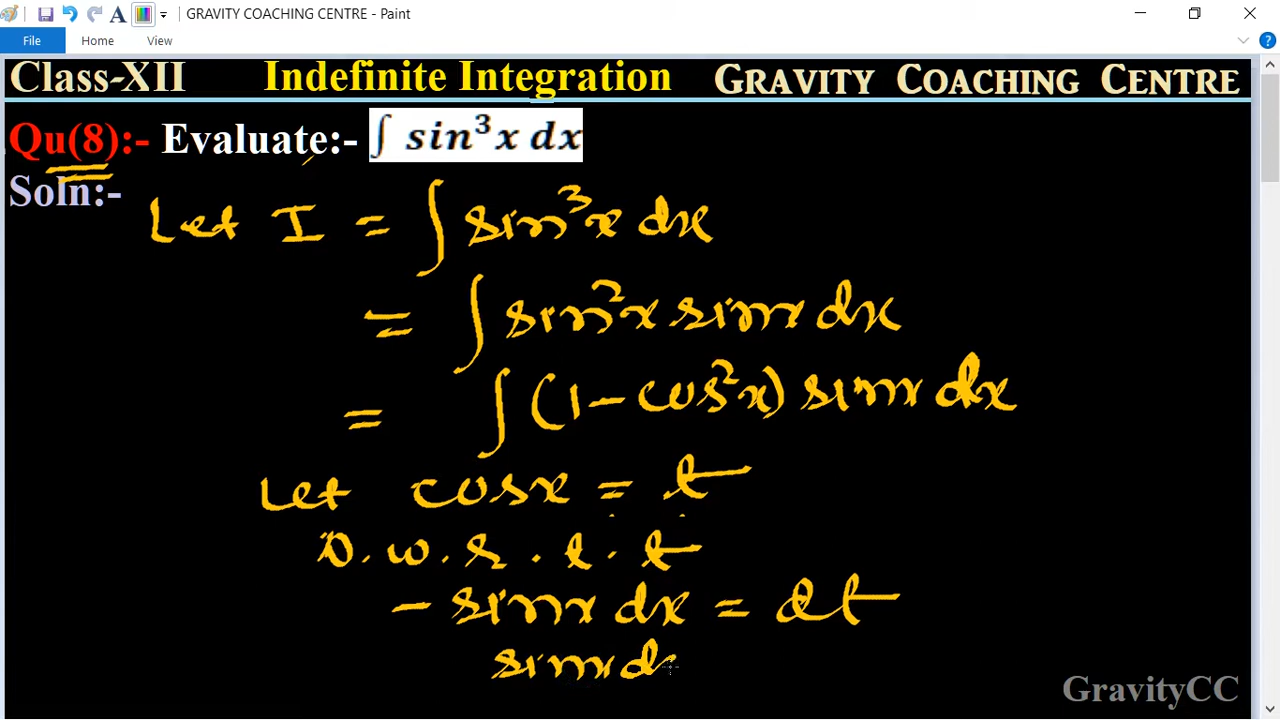 GRAVITY COACHING CENTRE - Paint
File Home View
Class-XII Indefinite Integration GRAVITY COACHING CENTRE
Qu(8):- Evaluate:- ∫ sin³x dx
Soln:-
Let I = ∫ sin³x dx
= ∫ sin²x sinx dx
= ∫ (1 - cos²x) sinx dx
Let cosx = t
D. w. r. t. t
- sinx dx = dt
sinx dx
GravityCC